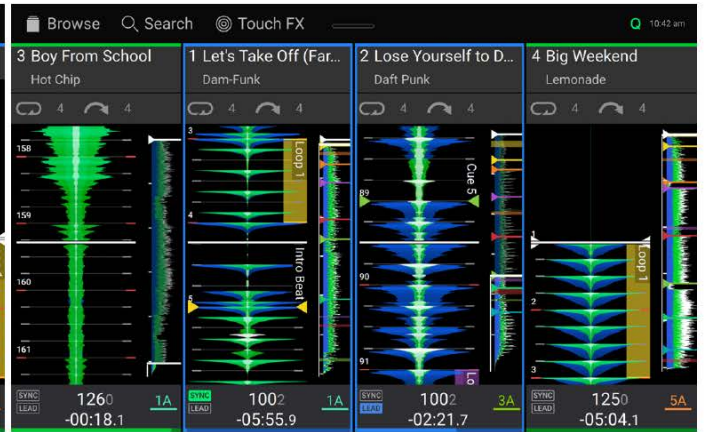 Browse Search Touch FX Q 10:42 am
3 Boy From School
Hot Chip
4 4
158
159
160
161
SYNC
LEAD
1260
-00:18.1
1A
1 Let's Take Off (Far...
Dam-Funk
4 4
3
Loop 1
4
Intro Beat
5
SYNC
LEAD
1002
-05:55.9
1A
2 Lose Yourself to D...
Daft Punk
4 4
Cue 5
89
90
91
Lo
SYNC
LEAD
1002
-02:21.7
3A
4 Big Weekend
Lemonade
4 4
1
Loop 1
2
3
SYNC
LEAD
1250
-05:04.1
5A